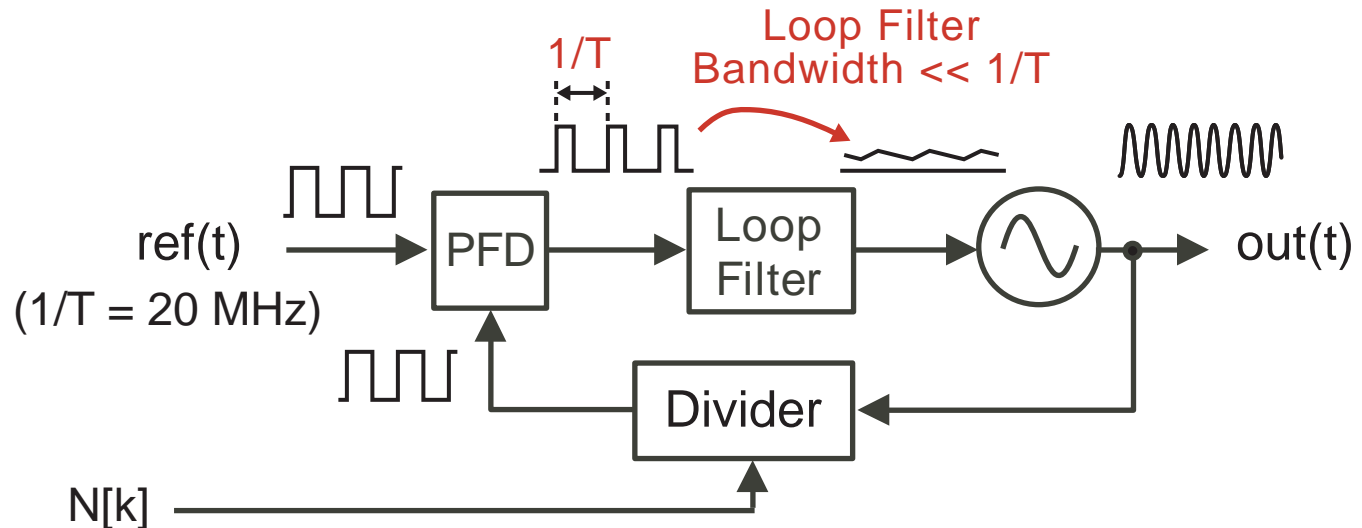 1/T
Loop Filter
Bandwidth << 1/T
ref(t)
(1/T = 20 MHz)
PFD
Loop
Filter
out(t)
Divider
N[k]